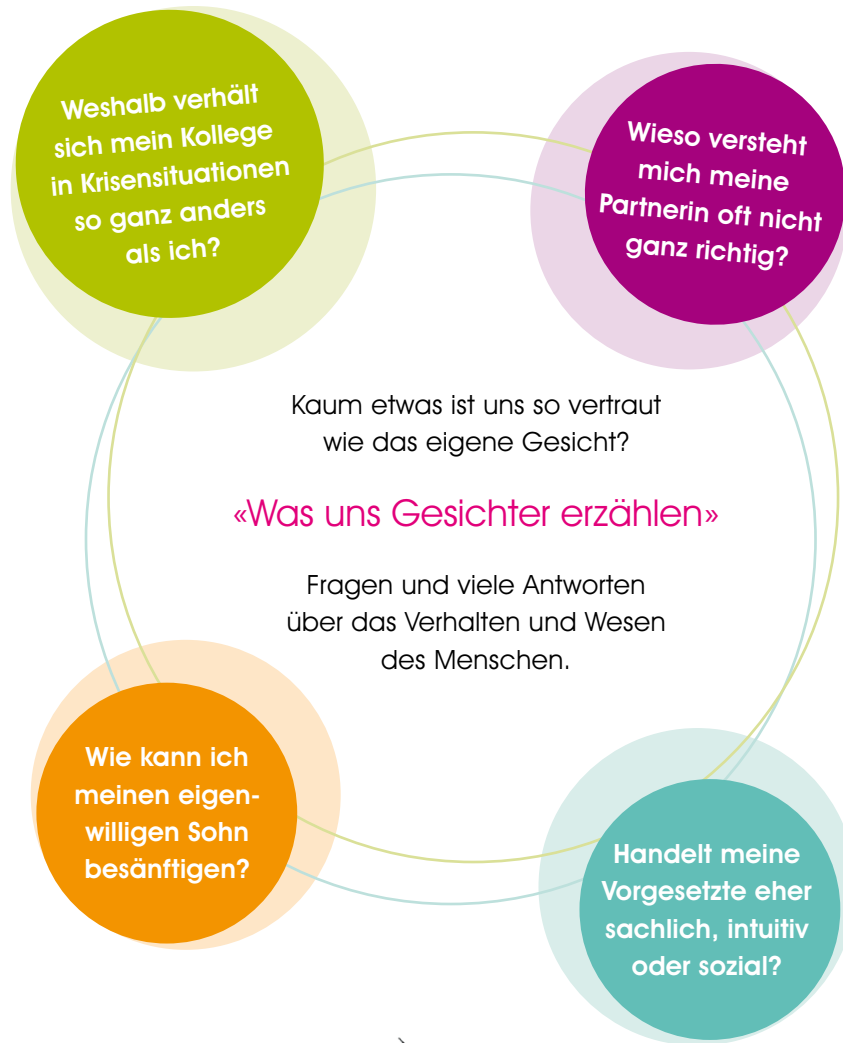 Weshalb verhält
sich mein Kollege
in Krisensituationen
so ganz anders
als ich?
Wieso versteht
mich meine
Partnerin oft nicht
ganz richtig?
Kaum etwas ist uns so vertraut
wie das eigene Gesicht?
«Was uns Gesichter erzählen»
Fragen und viele Antworten
über das Verhalten und Wesen
des Menschen.
Wie kann ich
meinen eigen-
willigen Sohn
besänftigen?
Handelt meine
Vorgesetzte eher
sachlich, intuitiv
oder sozial?